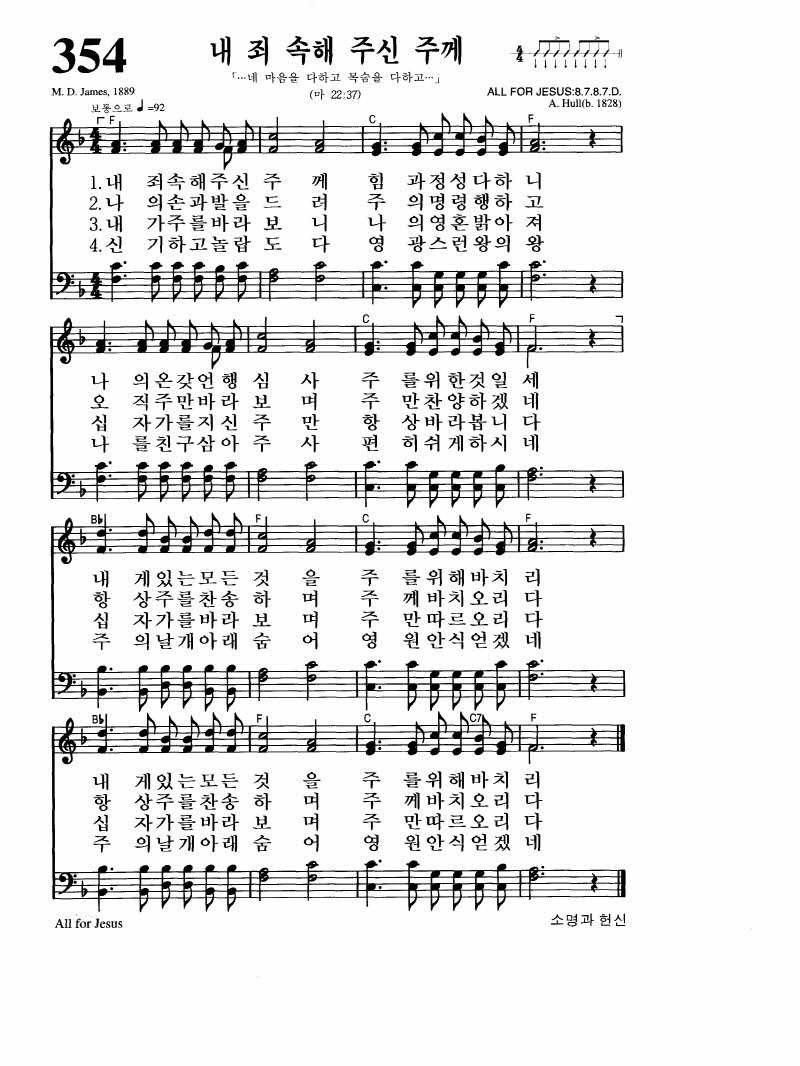 354
내 죄 속해 주신 주께
「…네 마음을 다하고 목숨을 다하고…」
(마 22:37)
M. D. James, 1889
ALL FOR JESUS:8.7.8.7.D.
A. Hull(b. 1828)
보통으로 ♩=92
F C F
1.내 죄속해주신 주 께 힘 과정성다하 니
2.나 의손과발을 드 려 주 의명령행하 고
3.내 가주를바라 보 니 나 의영혼밝아 져
4.신 기하고놀랍 도 다 영 광스런왕의 왕
C F
나 의온갖언행 심 사 주 를위한것일 세
오 직주만바라 보 며 주 만찬양하겠 네
십 자가를지신 주 만 항 상바라봅니 다
나 를친구삼아 주 사 편 히쉬게하시 네
B♭ F C F
내 게있는모든 것 을 주 를위해바치 리
항 상주를찬송 하 며 주 께바치오리 다
십 자가를바라 보 며 주 만따르오리 다
주 의날개아래 숨 어 영 원안식얻겠 네
B♭ F C C7 F
내 게있는모든 것 을 주 를위해바치 리
항 상주를찬송 하 며 주 께바치오리 다
십 자가를바라 보 며 주 만따르오리 다
주 의날개아래 숨 어 영 원안식얻겠 네
All for Jesus
소명과 헌신